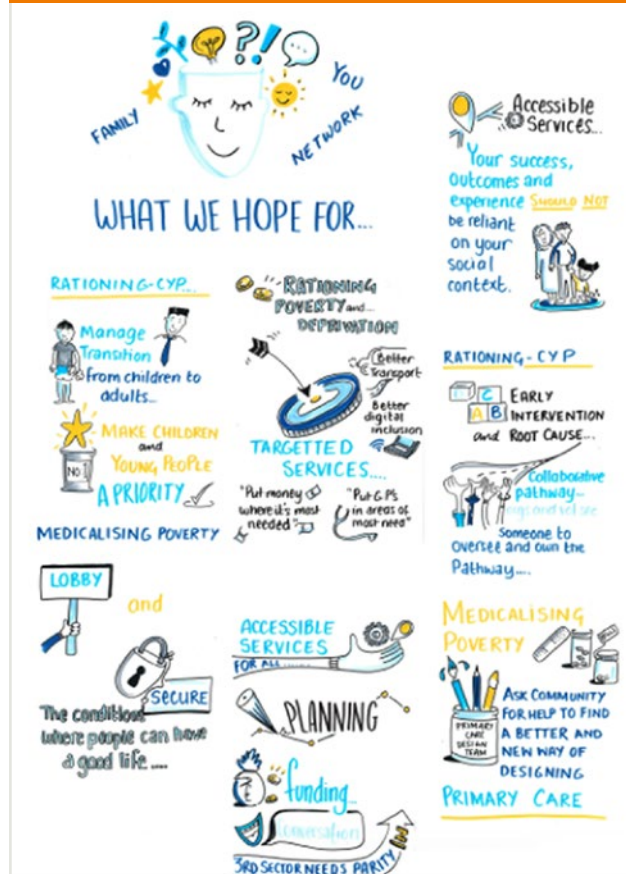 ?!
FAMILY
YOU
NETWORK
WHAT WE HOPE FOR...
Accessible
Services...
Your success,
outcomes and
experience SHOULD NOT
be reliant
on your
social
context.
RATIONING-CYP...
Manage
Transition
from children to
adults...
NO:1
MAKE CHILDREN
and
YOUNG PEOPLE
A PRIORITY
MEDICALISING POVERTY
RATIONING
POVERTY and...
DEPRIVATION
Better
Transport
Better
digital
inclusion
TARGETTED
SERVICES....
"Put money
where it's most
needed"
"Put G.Ps
in areas of
most need"
RATIONING - CYP
C
A B
EARLY
INTERVENTION
and ROOT CAUSE...
Collaborative
pathway...
Someone to
oversee and own the
Pathway....
LOBBY
and
SECURE
The conditions
where people can have
a good life....
ACCESSIBLE
SERVICES
FOR ALL......
PLANNING
funding...
Conversation
3RD SECTOR NEEDS PARITY
MEDICALISING
POVERTY
PRIMARY
CARE
DESIGN
TEAM
ASK COMMUNITY
FOR HELP TO FIND
A BETTER AND
NEW WAY OF
DESIGNING
PRIMARY CARE